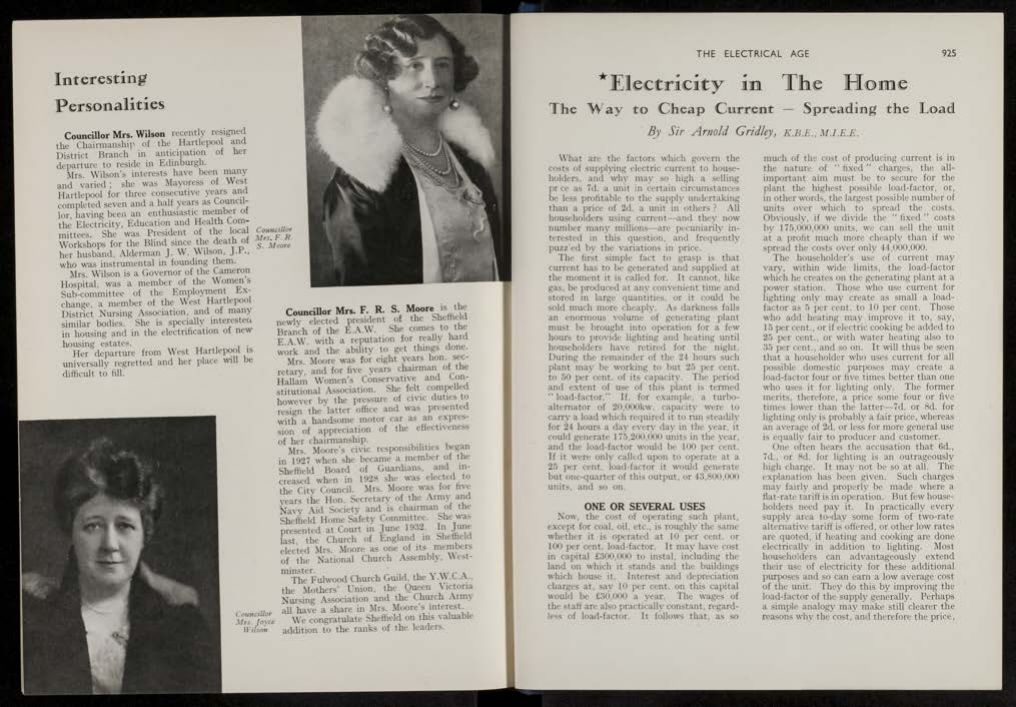 Interesting
Personalities
Councillor Mrs. Wilson recently resigned
the Chairmanship of the Hartlepool and
District Branch in anticipation of her
departure to reside in Edinburgh.
Mrs. Wilson's interests have been many
and varied ; she was Mayoress of West
Hartlepool for three consecutive years and
completed seven and a half years as Council-
lor, having been an enthusiastic member of
the Electricity, Education and Health Com-
mittees. She was President of the local
Workshops for the Blind since the death of
her husband, Alderman J. W. Wilson, J.P.,
who was instrumental in founding them.
Mrs. Wilson is a Governor of the Cameron
Hospital, was a member of the Women's
Sub-committee of the Employment Ex-
change, a member of the West Hartlepool
District Nursing Association, and of many
similar bodies. She is specially interested
in housing and in the electrification of new
housing estates.
Her departure from West Hartlepool is
universally regretted and her place will be
difficult to fill.
Councillor
Mrs. F. R.
S. Moore
Councillor Mrs. F. R. S. Moore is the
newly elected president of the Sheffield
Branch of the E.A.W. She comes to the
E.A.W. with a reputation for really hard
work and the ability to get things done.
Mrs. Moore was for eight years hon. sec-
retary, and for five years chairman of the
Hallam Women's Conservative and Con-
stitutional Association. She felt compelled
however by the pressure of civic duties to
resign the latter office and was presented
with a handsome motor car as an expres-
sion of appreciation of the effectiveness
of her chairmanship.
Mrs. Moore's civic responsibilities began
in 1927 when she became a member of the
Sheffield Board of Guardians, and in-
creased when in 1928 she was elected to
the City Council. Mrs. Moore was for five
years the Hon. Secretary of the Army and
Navy Aid Society and is chairman of the
Sheffield Home Safety Committee. She was
presented at Court in June 1932. In June
last, the Church of England in Sheffield
elected Mrs. Moore as one of its members
of the National Church Assembly, West-
minster.
The Fulwood Church Guild, the Y.W.C.A.,
the Mothers' Union, the Queen Victoria
Nursing Association and the Church Army
all have a share in Mrs. Moore's interest.
We congratulate Sheffield on this valuable
addition to the ranks of the leaders.
Councillor
Mrs. Joyce
Wilson
THE ELECTRICAL AGE 925
*Electricity in The Home
The Way to Cheap Current — Spreading the Load
By Sir Arnold Gridley, K.B.E., M.I.E.E.
What are the factors which govern the
costs of supplying electric current to house-
holders, and why may so high a selling
price as 7d. a unit in certain circumstances
be less profitable to the supply undertaking
than a price of 2d. a unit in others ? All
householders using current—and they now
number many millions—are pecuniarily in-
terested in this question, and frequently
puzzled by the variations in price.
The first simple fact to grasp is that
current has to be generated and supplied at
the moment it is called for. It cannot, like
gas, be produced at any convenient time and
stored in large quantities, or it could be
sold much more cheaply. As darkness falls
an enormous volume of generating plant
must be brought into operation for a few
hours to provide lighting and heating until
householders have retired for the night.
During the remainder of the 24 hours such
plant may be working to but 25 per cent.
to 50 per cent. of its capacity. The period
and extent of use of this plant is termed
"load-factor." If, for example, a turbo-
alternator of 20,000kw. capacity were to
carry a load which required it to run steadily
for 24 hours a day every day in the year, it
could generate 175,200,000 units in the year,
and the load-factor would be 100 per cent.
If it were only called upon to operate at a
25 per cent. load-factor it would generate
but one-quarter of this output, or 43,800,000
units, and so on.
ONE OR SEVERAL USES
Now, the cost of operating such plant,
except for coal, oil, etc., is roughly the same
whether it is operated at 10 per cent. or
100 per cent. load-factor. It may have cost
in capital £300,000 to instal, including the
land on which it stands and the buildings
which house it. Interest and depreciation
charges at, say 10 per cent. on this capital
would be £30,000 a year. The wages of
the staff are also practically constant, regard-
less of load-factor. It follows that, as so
much of the cost of producing current is in
the nature of "fixed" charges, the all-
important aim must be to secure for the
plant the highest possible load-factor, or,
in other words, the largest possible number of
units over which to spread the costs.
Obviously, if we divide the "fixed" costs
by 175,000,000 units, we can sell the unit
at a profit much more cheaply than if we
spread the costs over only 44,000,000.
The householder's use of current may
vary, within wide limits, the load-factor
which he creates on the generating plant at a
power station. Those who use current for
lighting only may create as small a load-
factor as 5 per cent. to 10 per cent. Those
who add heating may improve it to, say,
15 per cent., or if electric cooking be added to
25 per cent., or with water heating also to
35 per cent., and so on. It will thus be seen
that a householder who uses current for all
possible domestic purposes may create a
load-factor four or five times better than one
who uses it for lighting only. The former
merits, therefore, a price some four or five
times lower than the latter—7d. or 8d. for
lighting only is probably a fair price, whereas
an average of 2d. or less for more general use
is equally fair to producer and customer.
One often hears the accusation that 6d.,
7d., or 8d. for lighting is an outrageously
high charge. It may not be so at all. The
explanation has been given. Such charges
may fairly and properly be made where a
flat-rate tariff is in operation. But few house-
holders need pay it. In practically every
supply area to-day some form of two-rate
alternative tariff is offered, or other low rates
are quoted, if heating and cooking are done
electrically in addition to lighting. Most
householders can advantageously extend
their use of electricity for these additional
purposes and so can earn a low average cost
of the unit. They do this by improving the
load-factor of the supply generally. Perhaps
a simple analogy may make still clearer the
reasons why the cost, and therefore the price,